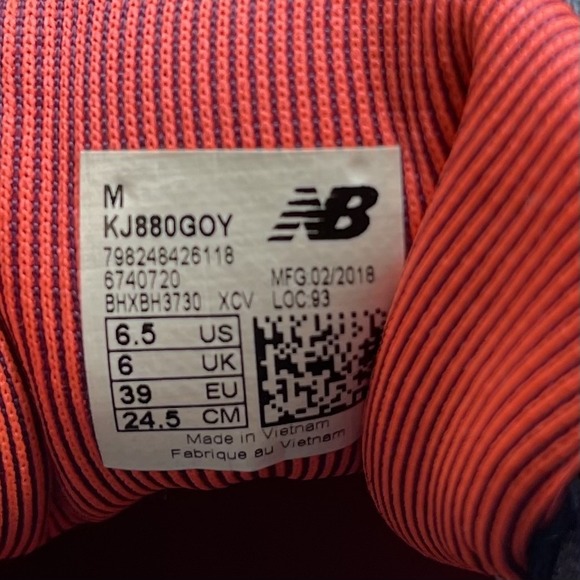 M
KJ880GOY
NB
798248426118
6740720 MFG.02/2018
BHXBH3730 XCV LOC:93
6.5 US
6 UK
39 EU
24.5 CM
Made in Vietnam
Fabrique au Vietnam